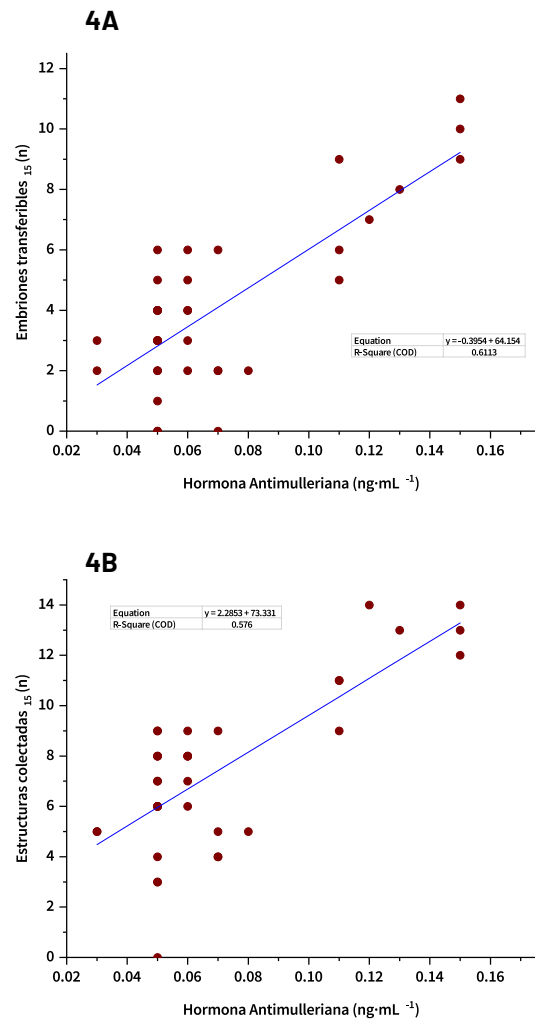 4A
12
10
8
6
4
2
0
Embriones transferibles 15 (n)
Equation y =-0.3954 + 64.154
R-Square (COD) 0.6113
0.02 0.04 0.06 0.08 0.10 0.12 0.14 0.16
Hormona Antimulleriana (ng·mL -1)
4B
14
12
10
8
6
4
2
0
Estructuras colectadas 15 (n)
Equation y = 2.2853 + 73.331
R-Square (COD) 0.576
0.02 0.04 0.06 0.08 0.10 0.12 0.14 0.16
Hormona Antimulleriana (ng·mL -1)